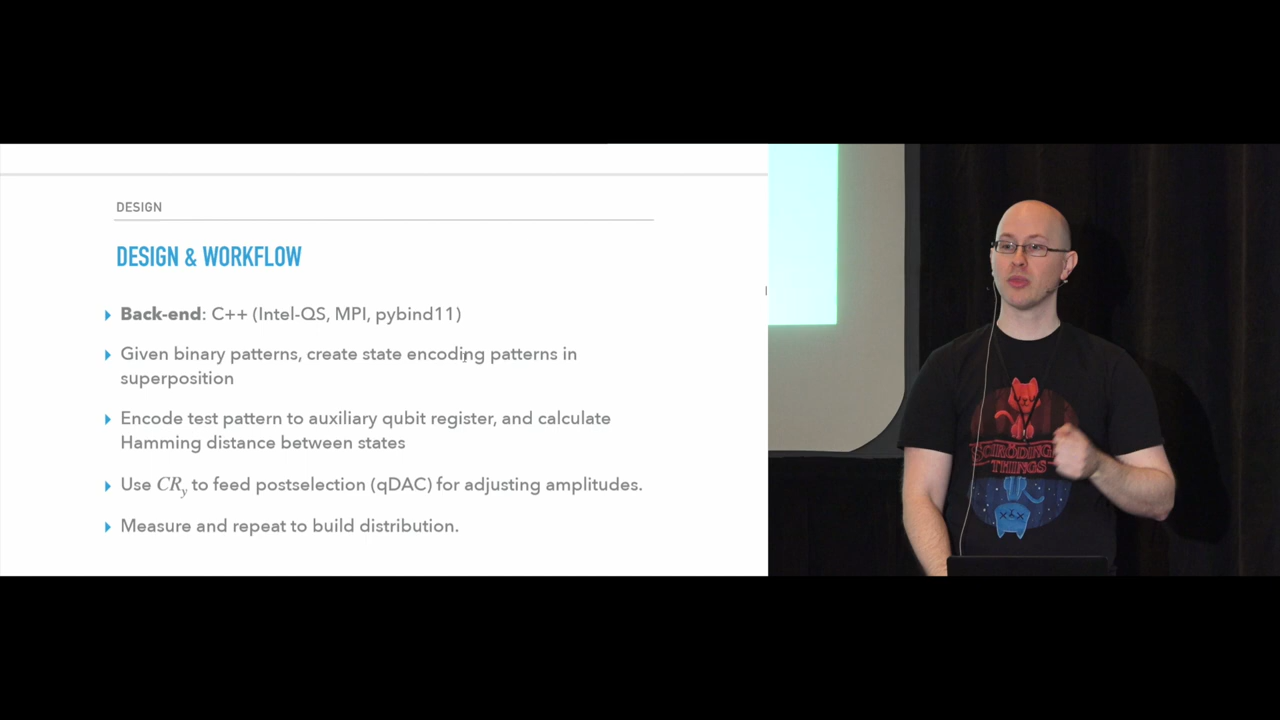 DESIGN
DESIGN & WORKFLOW
Back-end: C++ (Intel-QS, MPI, pybind11)
Given binary patterns, create state encoding patterns in
superposition
Encode test pattern to auxiliary qubit register, and calculate
Hamming distance between states
Use CRy to feed postselection (qDAC) for adjusting amplitudes.
Measure and repeat to build distribution.
THINGS